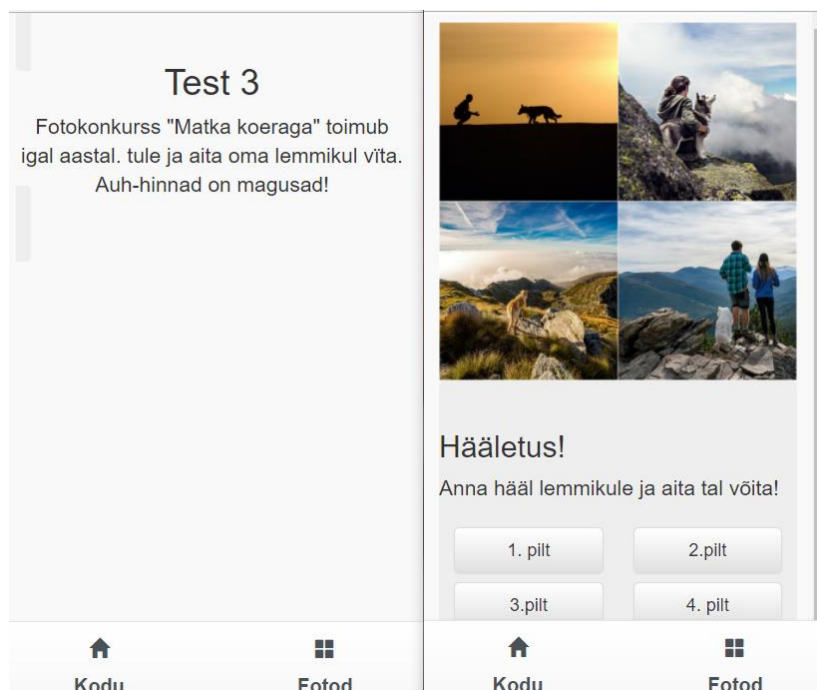 Test 3
Fotokonkurss "Matka koeraga" toimub
igal aastal. tule ja aita oma lemmikul vïta.
Auh-hinnad on magusad!
Kodu
Fotod
Hääletus!
Anna hääl lemmikule ja aita tal võita!
1. pilt
2.pilt
3.pilt
4. pilt
Kodu
Fotod